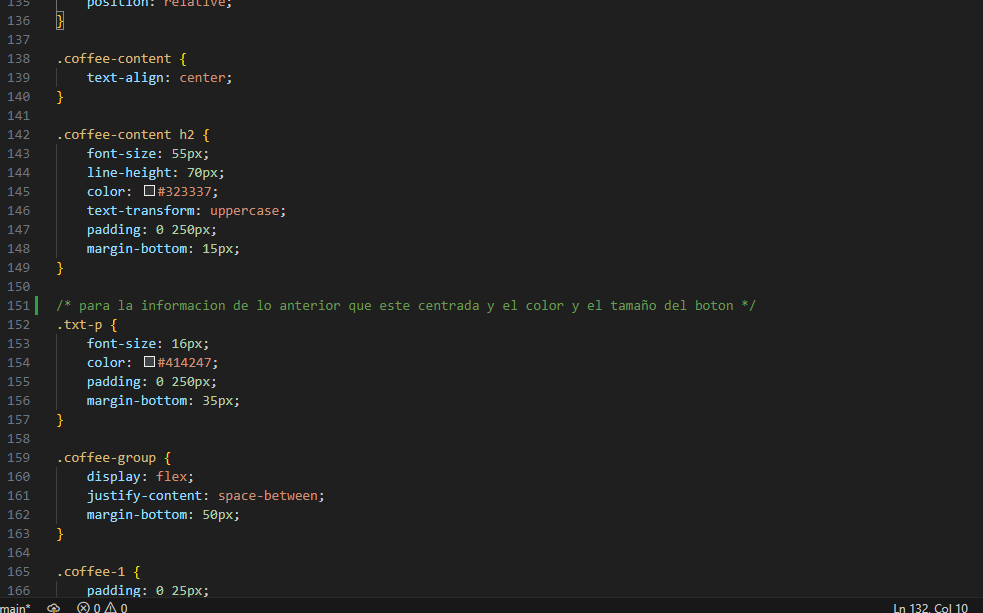 135 position: relative;
136 }
137
138 .coffee-content {
139 text-align: center;
140 }
141
142 .coffee-content h2 {
143 font-size: 55px;
144 line-height: 70px;
145 color: #323337;
146 text-transform: uppercase;
147 padding: 0 250px;
148 margin-bottom: 15px;
149 }
150
151 /* para la informacion de lo anterior que este centrada y el color y el tamaño del boton */
152 .txt-p {
153 font-size: 16px;
154 color: #414247;
155 padding: 0 250px;
156 margin-bottom: 35px;
157 }
158
159 .coffee-group {
160 display: flex;
161 justify-content: space-between;
162 margin-bottom: 50px;
163 }
164
165 .coffee-1 {
166 padding: 0 25px;
main* 0 0 Ln 132, Col 10